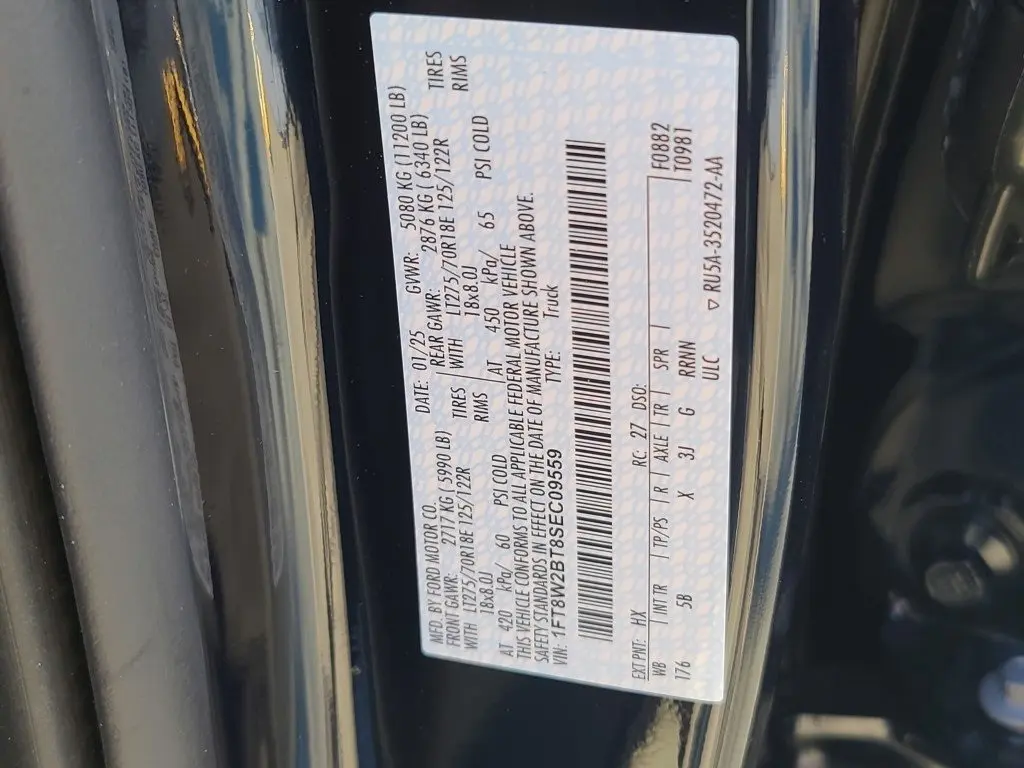 MFD. BY FORD MOTOR CO.
DATE: 01/25 GVWR: 5080 KG (11200 LB)
FRONT GAWR: 2717 KG (5990 LB)
REAR GAWR: 2876 KG (6340 LB)
WITH LT275/70R18E 125/122R TIRES
WITH LT275/70R18E 125/122R TIRES
18x8.0J RIMS
18x8.0J RIMS
AT 420 kPa/ 60 PSI COLD
AT 450 kPa/ 65 PSI COLD
THIS VEHICLE CONFORMS TO ALL APPLICABLE FEDERAL MOTOR VEHICLE
SAFETY STANDARDS IN EFFECT ON THE DATE OF MANUFACTURE SHOWN ABOVE.
VIN: 1FT8W2BT8SEC09559 TYPE: Truck
EXT PNT: HX RC: 27 DSO:
WB INT TR TP/PS R AXLE TR SPR F0882
176 5B X 3J G RRNN T0981
ULC
▽ RU5A-3520472-AA